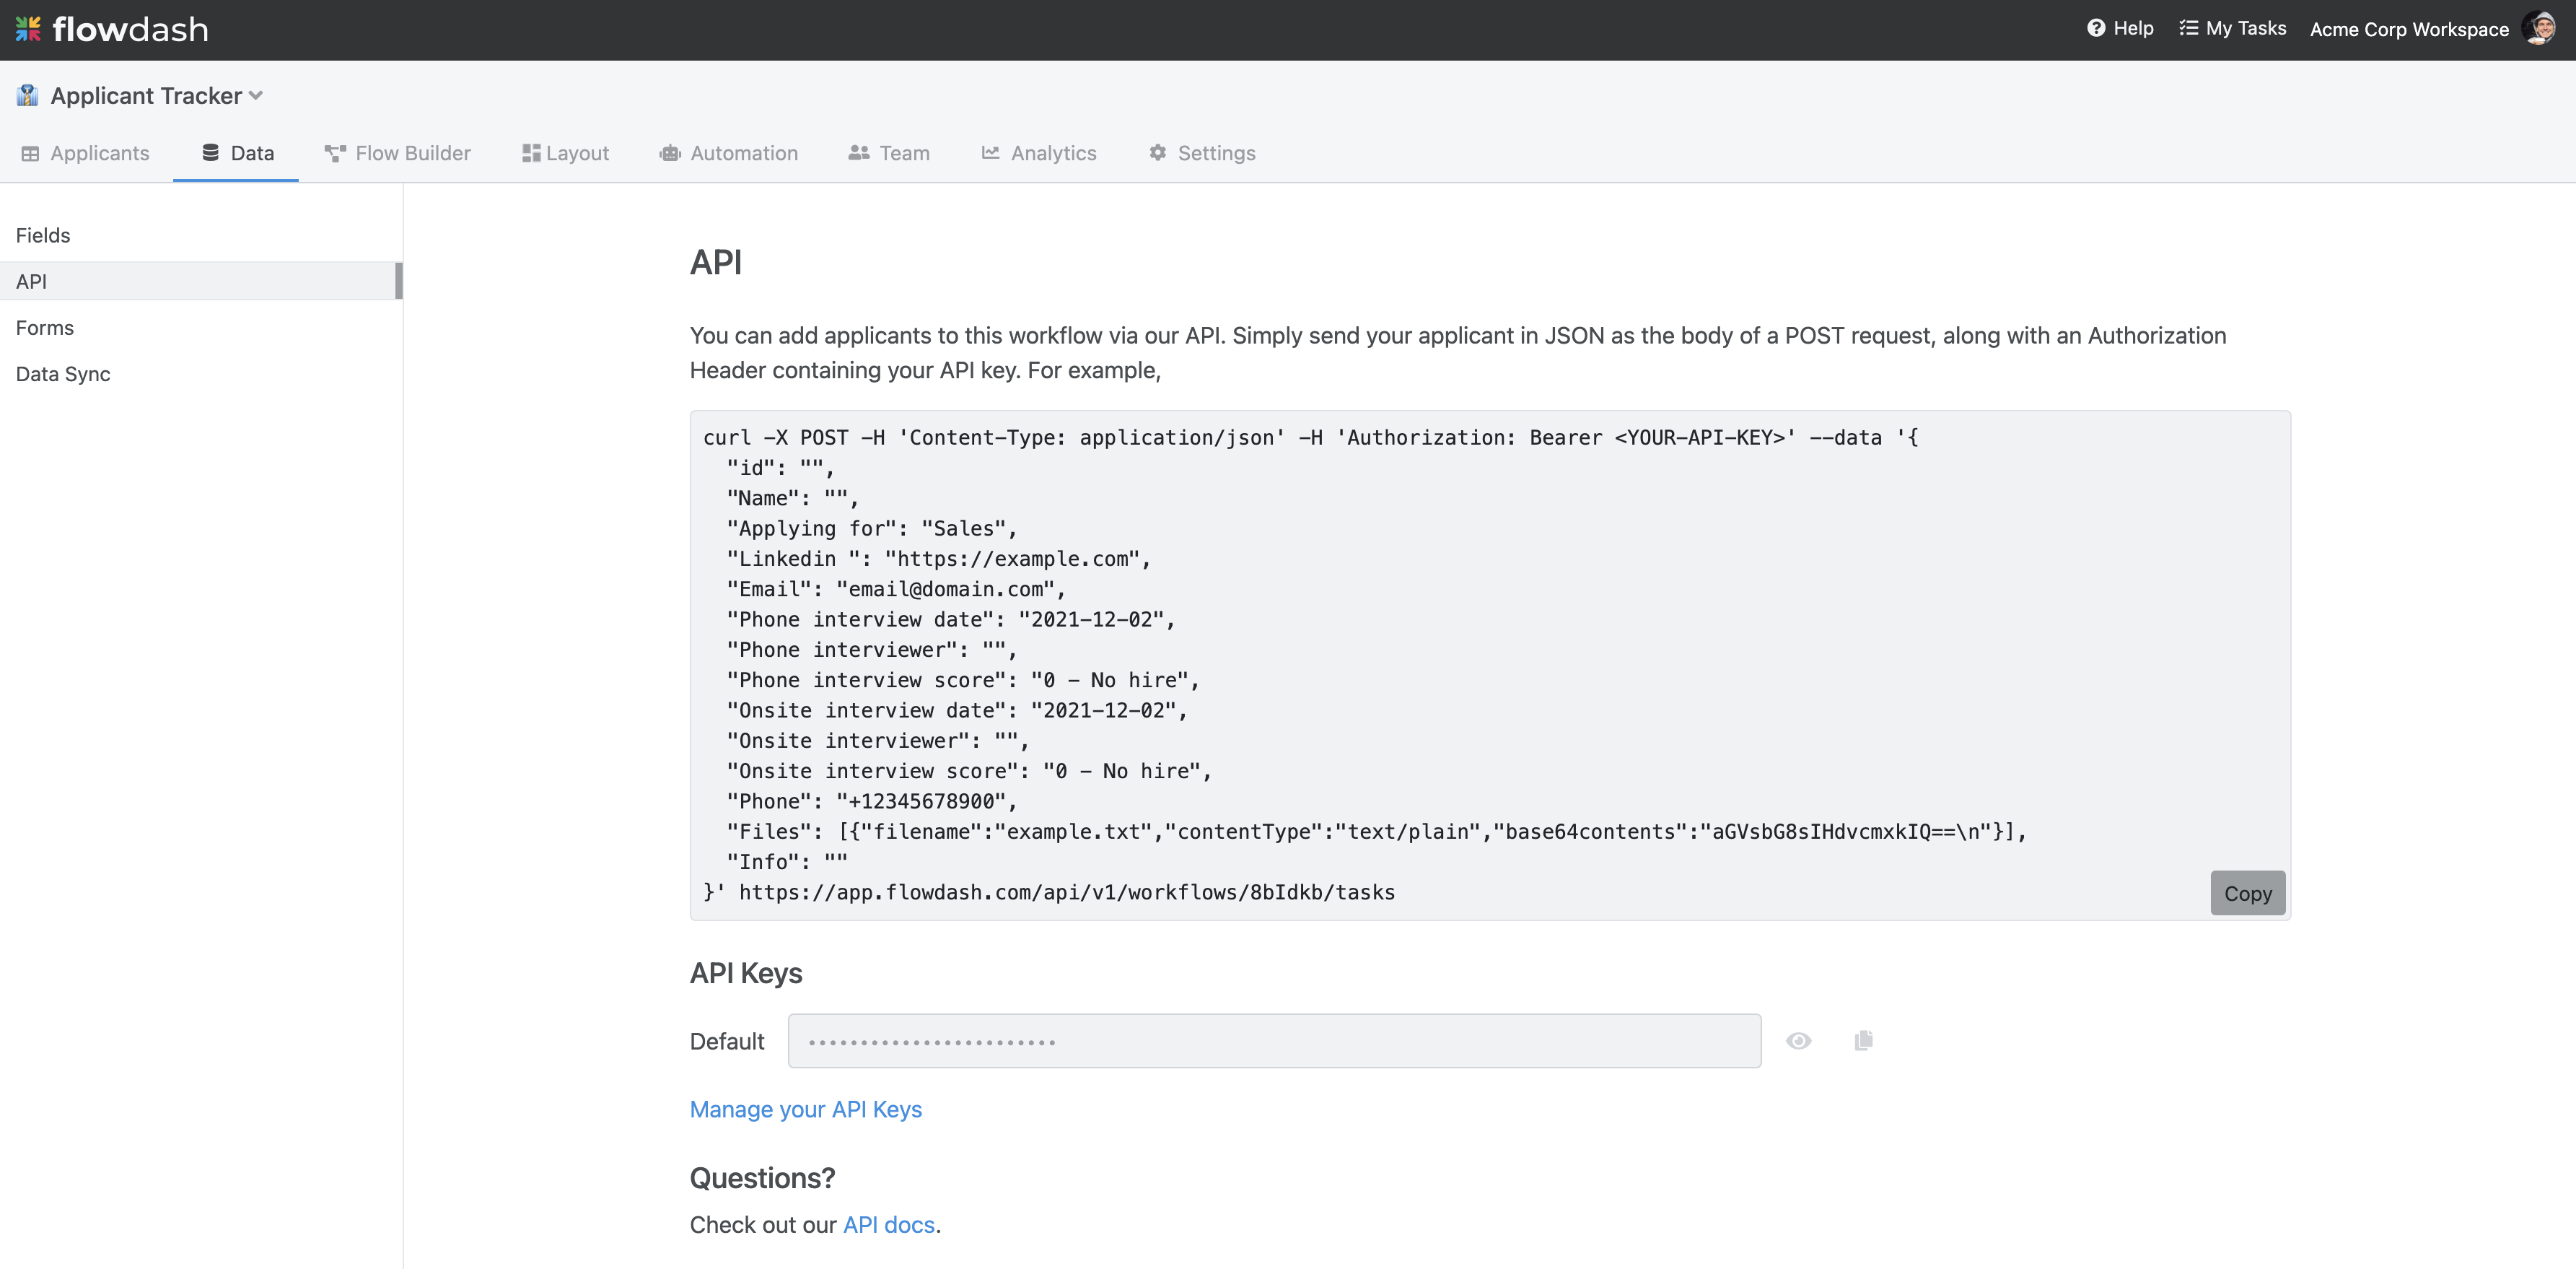 flowdash
Help
My Tasks
Acme Corp Workspace
Applicant Tracker
Applicants
Data
Flow Builder
Layout
Automation
Team
Analytics
Settings
Fields
API
Forms
Data Sync
API
You can add applicants to this workflow via our API. Simply send your applicant in JSON as the body of a POST request, along with an Authorization
Header containing your API key. For example,
curl -X POST -H 'Content-Type: application/json' -H 'Authorization: Bearer <YOUR-API-KEY>' --data '{
  "id": "",
  "Name": "",
  "Applying for": "Sales",
  "Linkedin ": "https://example.com",
  "Email": "email@domain.com",
  "Phone interview date": "2021-12-02",
  "Phone interviewer": "",
  "Phone interview score": "0 - No hire",
  "Onsite interview date": "2021-12-02",
  "Onsite interviewer": "",
  "Onsite interview score": "0 - No hire",
  "Phone": "+12345678900",
  "Files": [{"filename":"example.txt","contentType":"text/plain","base64contents":"aGVsbG8sIHdvcmxkIQ==\n"}],
  "Info": ""
}' https://app.flowdash.com/api/v1/workflows/8bIdkb/tasks
Copy
API Keys
Default ••••••••••••••••••••••••
Manage your API Keys
Questions?
Check out our API docs.